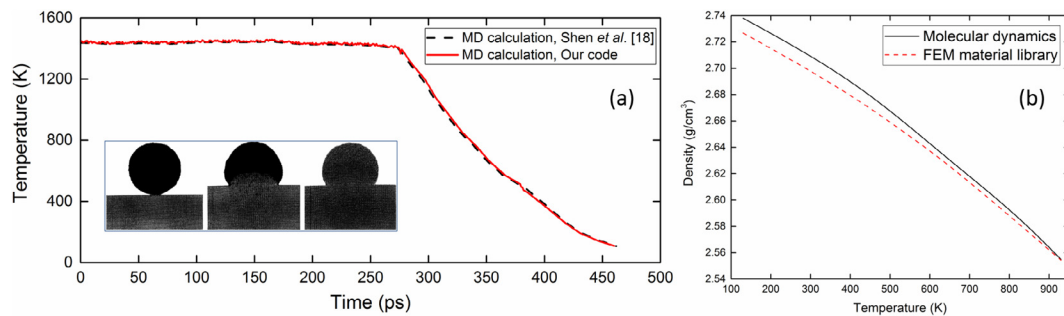 1600
1200
800
400
0
Temperature (K)
MD calculation, Shen et al. [18]
MD calculation, Our code
(a)
0 50 100 150 200 250 300 350 400 450 500
Time (ps)
2.74
2.72
2.70
2.68
2.66
2.64
2.62
2.60
2.58
2.56
2.54
Density (g/cm³)
Molecular dynamics
FEM material library
(b)
100 200 300 400 500 600 700 800 900
Temperature (K)